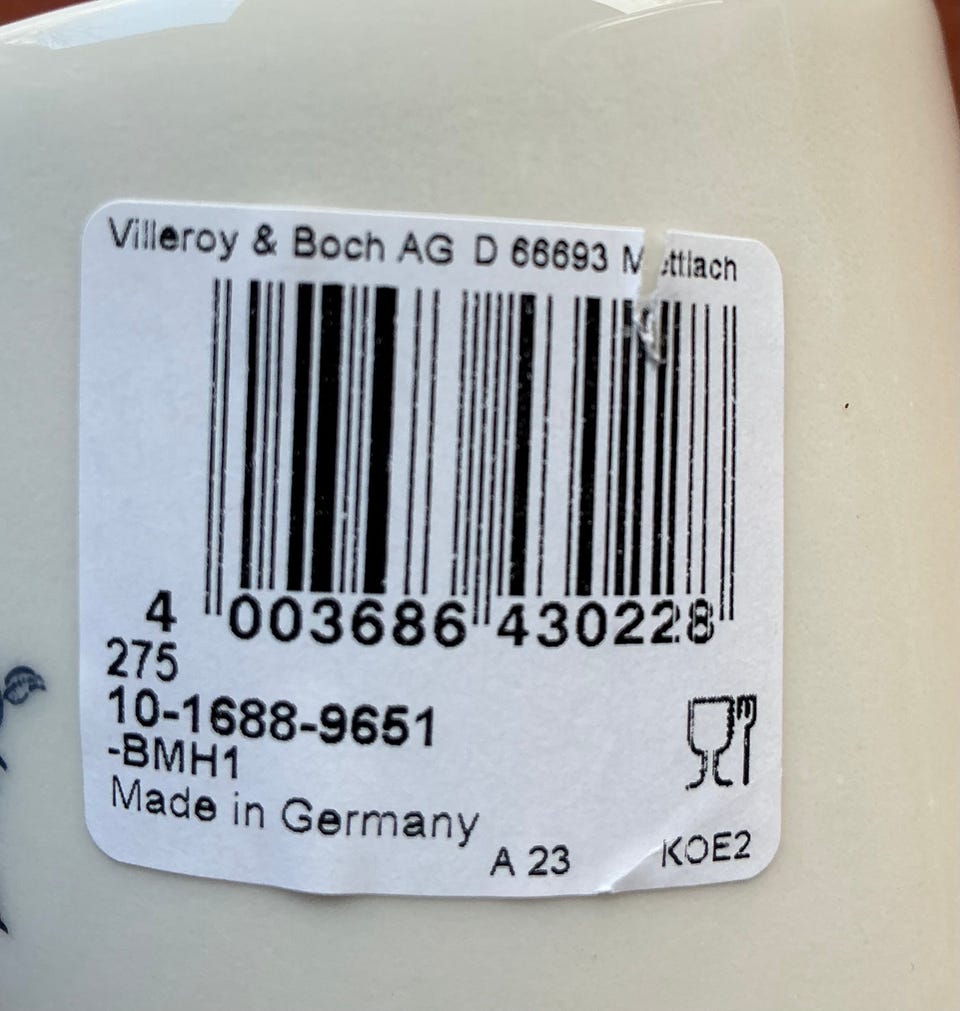 Villeroy & Boch AG D 66693 Mettlach
4 003686 430228
275
10-1688-9651
-BMH1
Made in Germany
A 23 KOE2